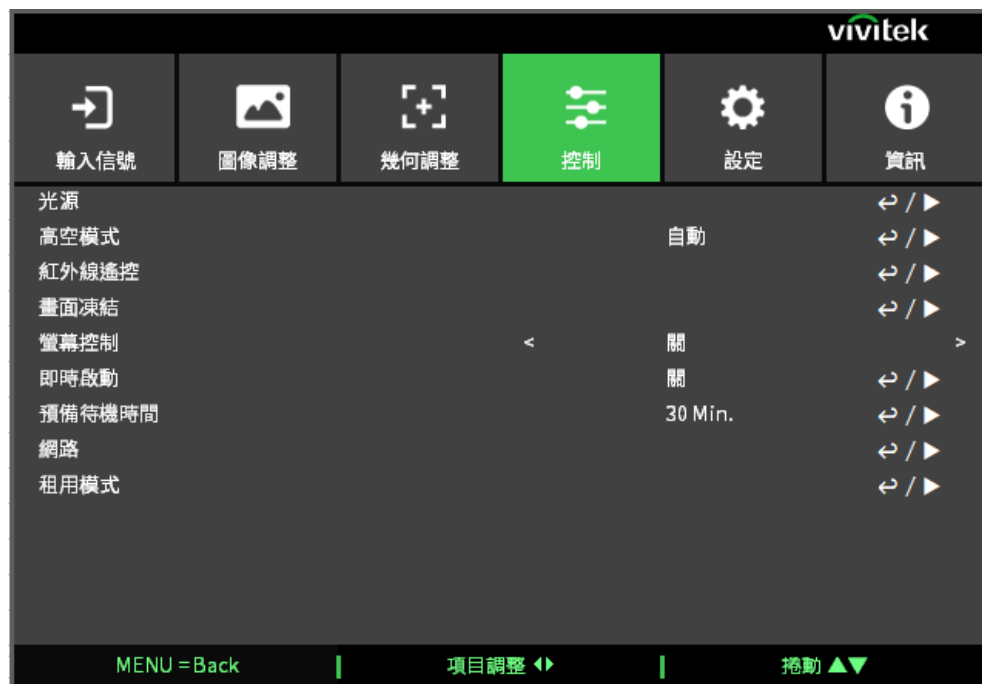 vivitek
輸入信號 圖像調整 幾何調整 控制 設定 資訊
光源 ↵ / ▶
高空模式 自動 ↵ / ▶
紅外線遙控 ↵ / ▶
畫面凍結 ↵ / ▶
螢幕控制 < 關 >
即時啟動 關 ↵ / ▶
預備待機時間 30 Min. ↵ / ▶
網路 ↵ / ▶
租用模式 ↵ / ▶
MENU = Back 項目調整 ◀▶ 捲動 ▲▼